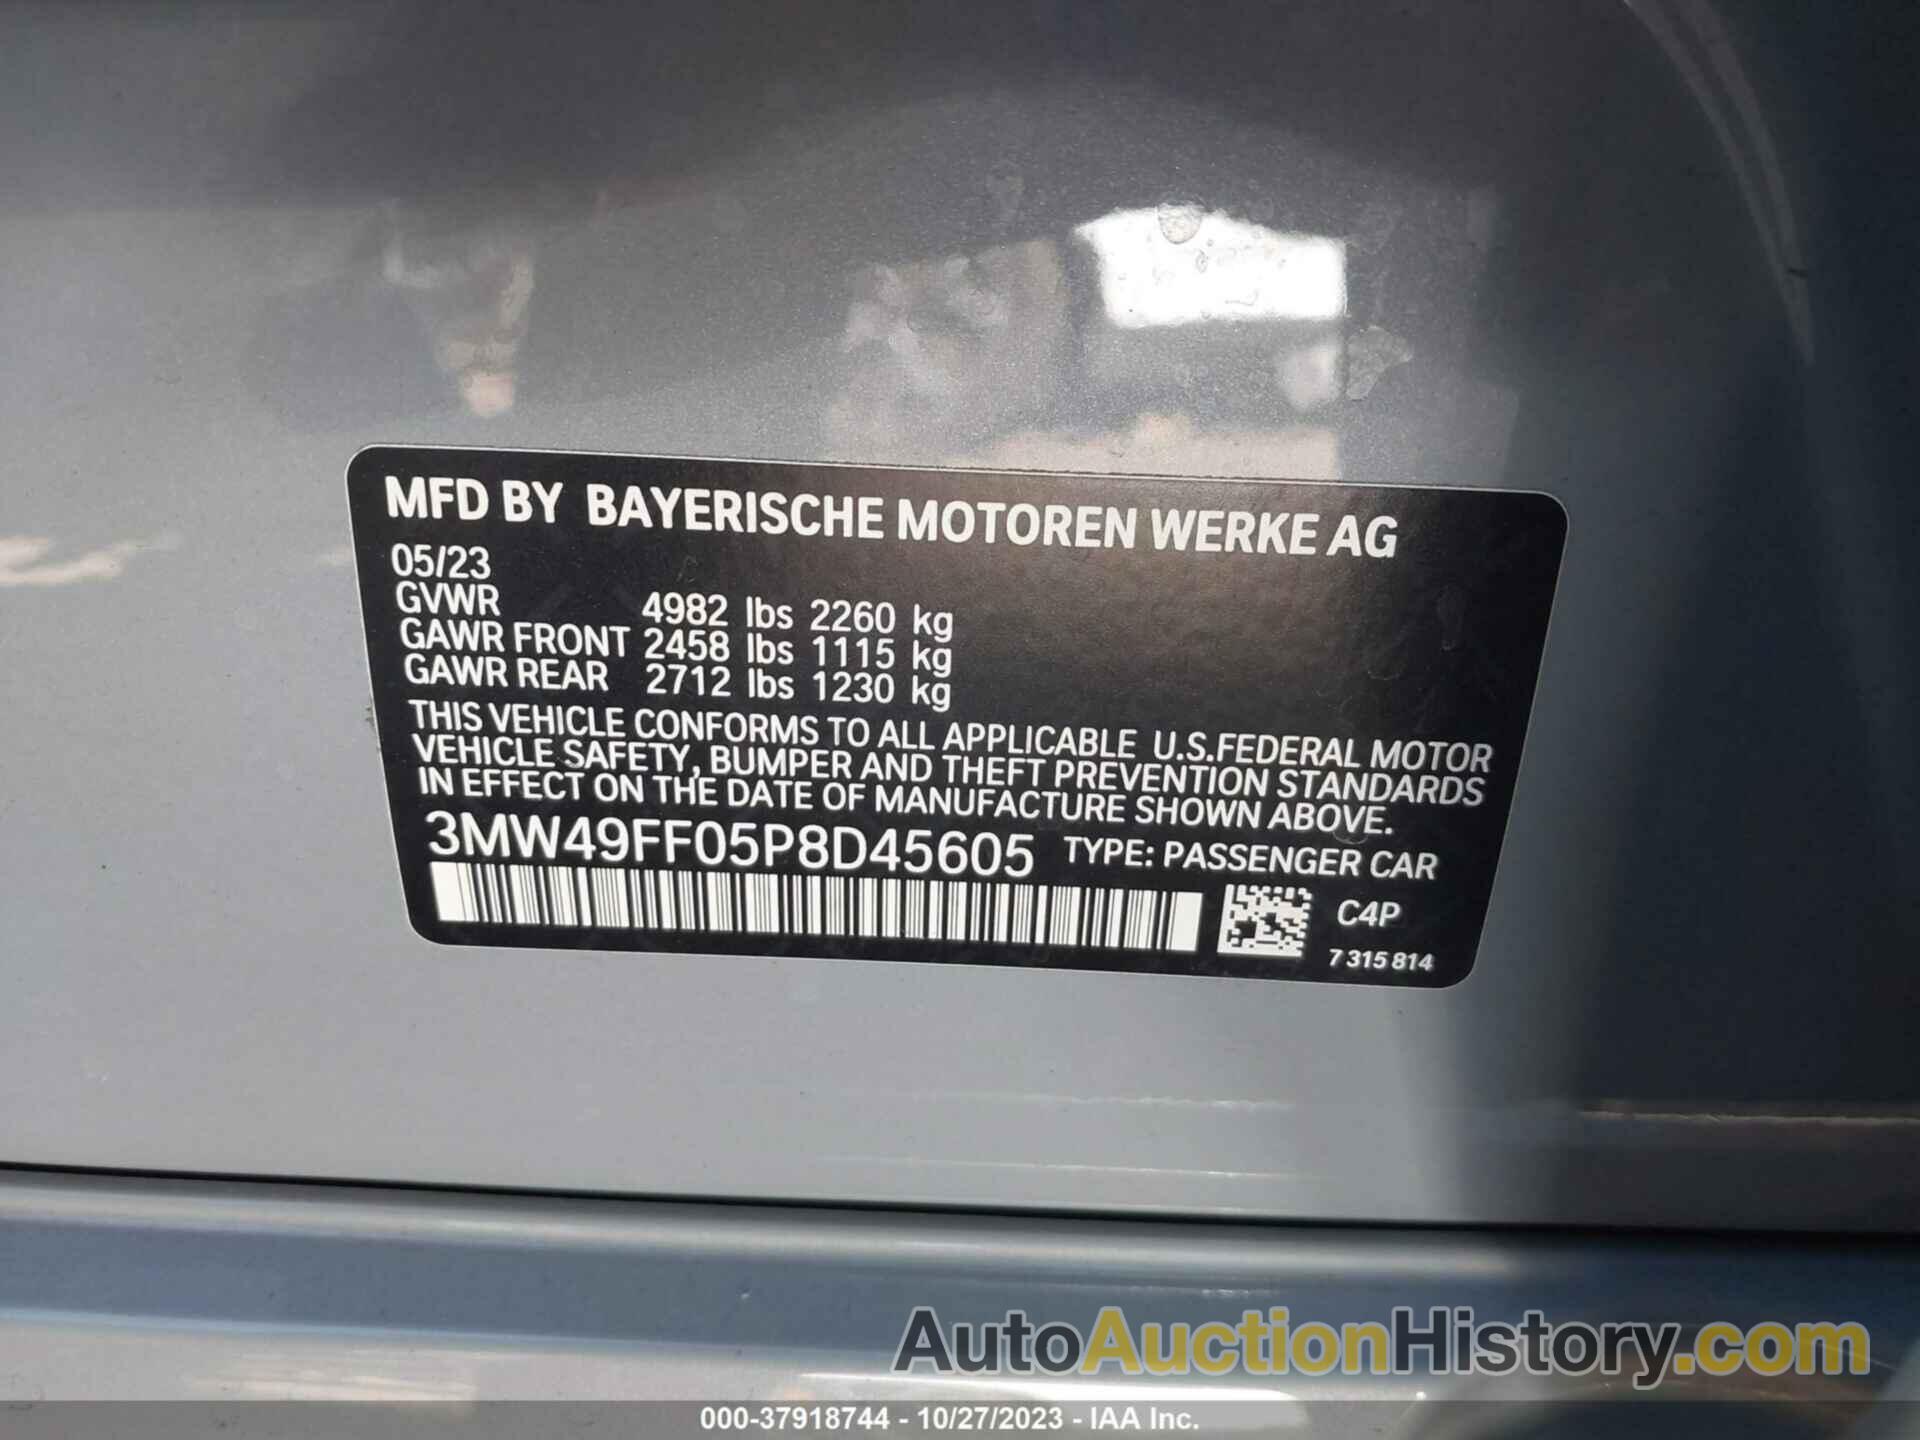 MFD BY BAYERISCHE MOTOREN WERKE AG
05/23
GVWR 4982 lbs 2260 kg
GAWR FRONT 2458 lbs 1115 kg
GAWR REAR 2712 lbs 1230 kg
THIS VEHICLE CONFORMS TO ALL APPLICABLE U.S.FEDERAL MOTOR
VEHICLE SAFETY, BUMPER AND THEFT PREVENTION STANDARDS
IN EFFECT ON THE DATE OF MANUFACTURE SHOWN ABOVE.
3MW49FF05P8D45605 TYPE: PASSENGER CAR
C4P
7 315 814
AutoAuctionHistory.com
000-37918744 - 10/27/2023 - IAA Inc.